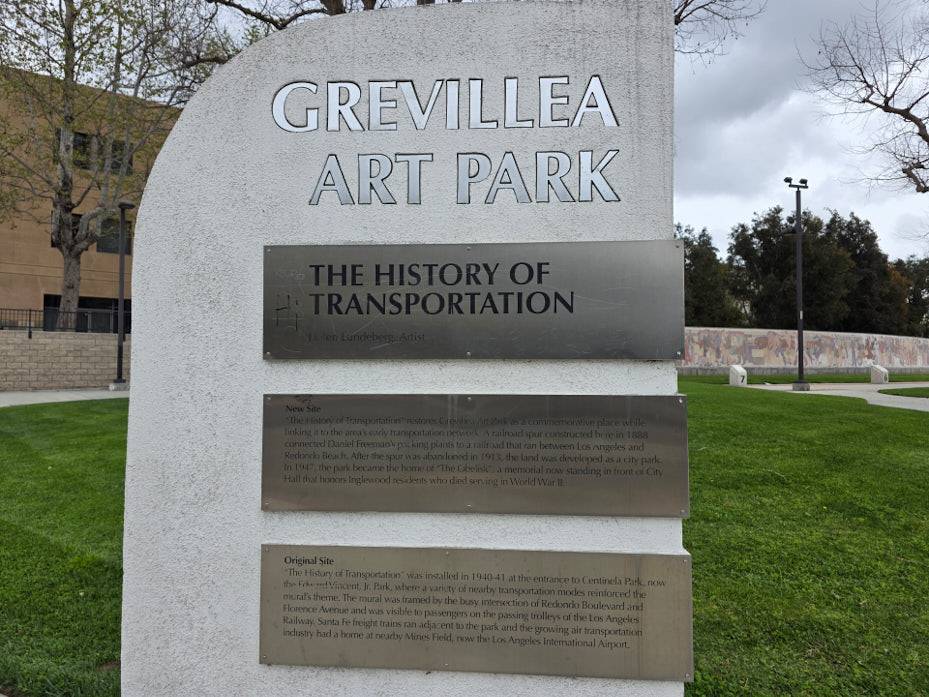 GREVILLEA
ART PARK
THE HISTORY OF
TRANSPORTATION
Helen Lundeberg, Artist
New Site
"The History of Transportation" restores Grevillea Art Park as a commemorative place while
linking it to the area's early transportation network. A railroad spur constructed here in 1888
connected Daniel Freeman's packing plants to a railroad that ran between Los Angeles and
Redondo Beach. After the spur was abandoned in 1913, the land was developed as a city park.
In 1947, the park became the home of "The Obelisk", a memorial now standing in front of City
Hall that honors Inglewood residents who died serving in World War II.
Original Site
"The History of Transportation" was installed in 1940-41 at the entrance to Centinela Park, now
the Edward Vincent, Jr. Park, where a variety of nearby transportation modes reinforced the
mural's theme. The mural was framed by the busy intersection of Redondo Boulevard and
Florence Avenue and was visible to passengers on the passing trolleys of the Los Angeles
Railway. Santa Fe freight trains ran adjacent to the park and the growing air transportation
industry had a home at nearby Mines Field, now the Los Angeles International Airport.
7